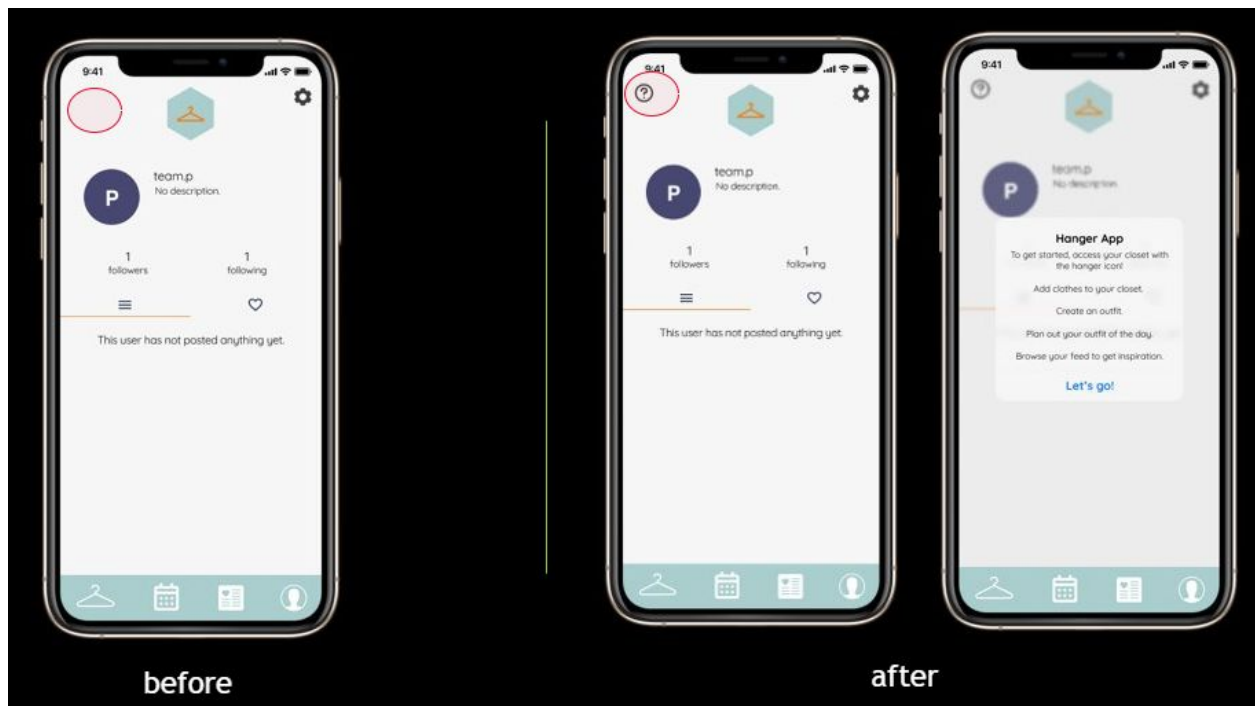 9:41
P
team.p
No description.
1
followers
1
following
This user has not posted anything yet.
before
9:41
?
P
team.p
No description.
1
followers
1
following
This user has not posted anything yet.
9:41
?
team.p
No description
P
Hanger App
To get started, access your closet with
the hanger icon!
Add clothes to your closet.
Create an outfit.
Plan out your outfit of the day.
Browse your feed to get inspiration.
Let's go!
after